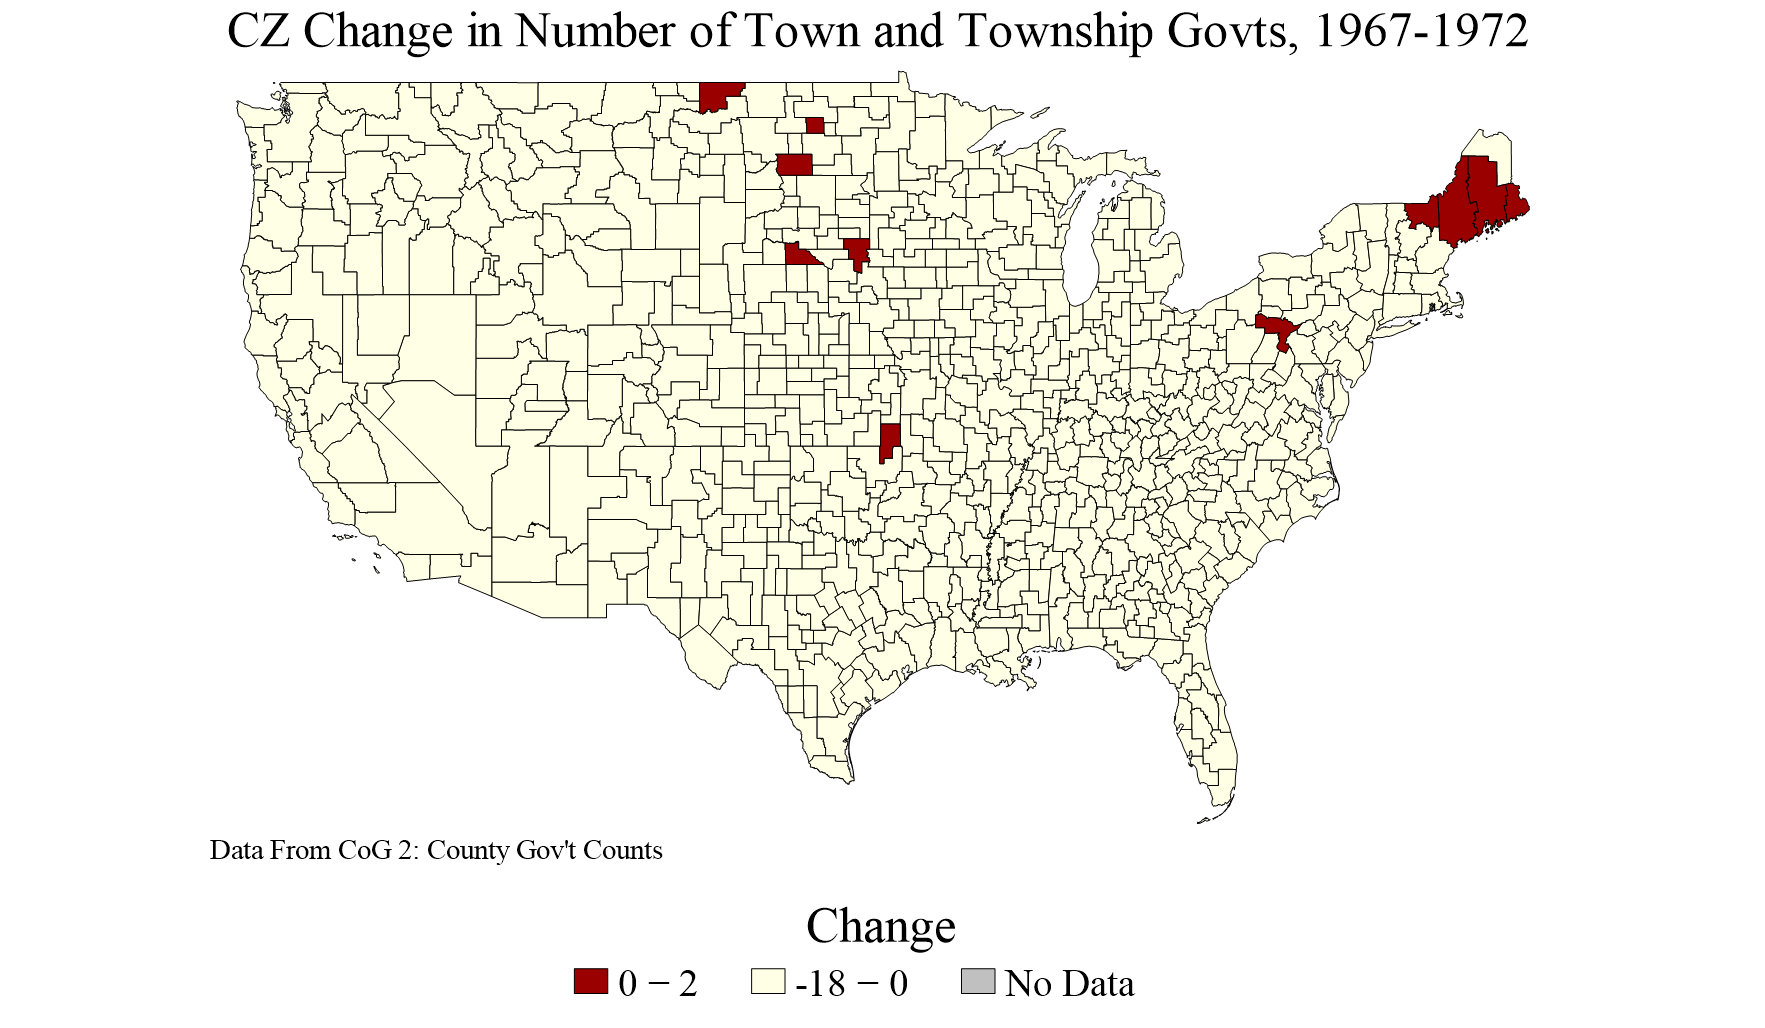 CZ Change in Number of Town and Township Govts, 1967-1972
Data From CoG 2: County Gov't Counts
Change
0 − 2
-18 − 0
No Data